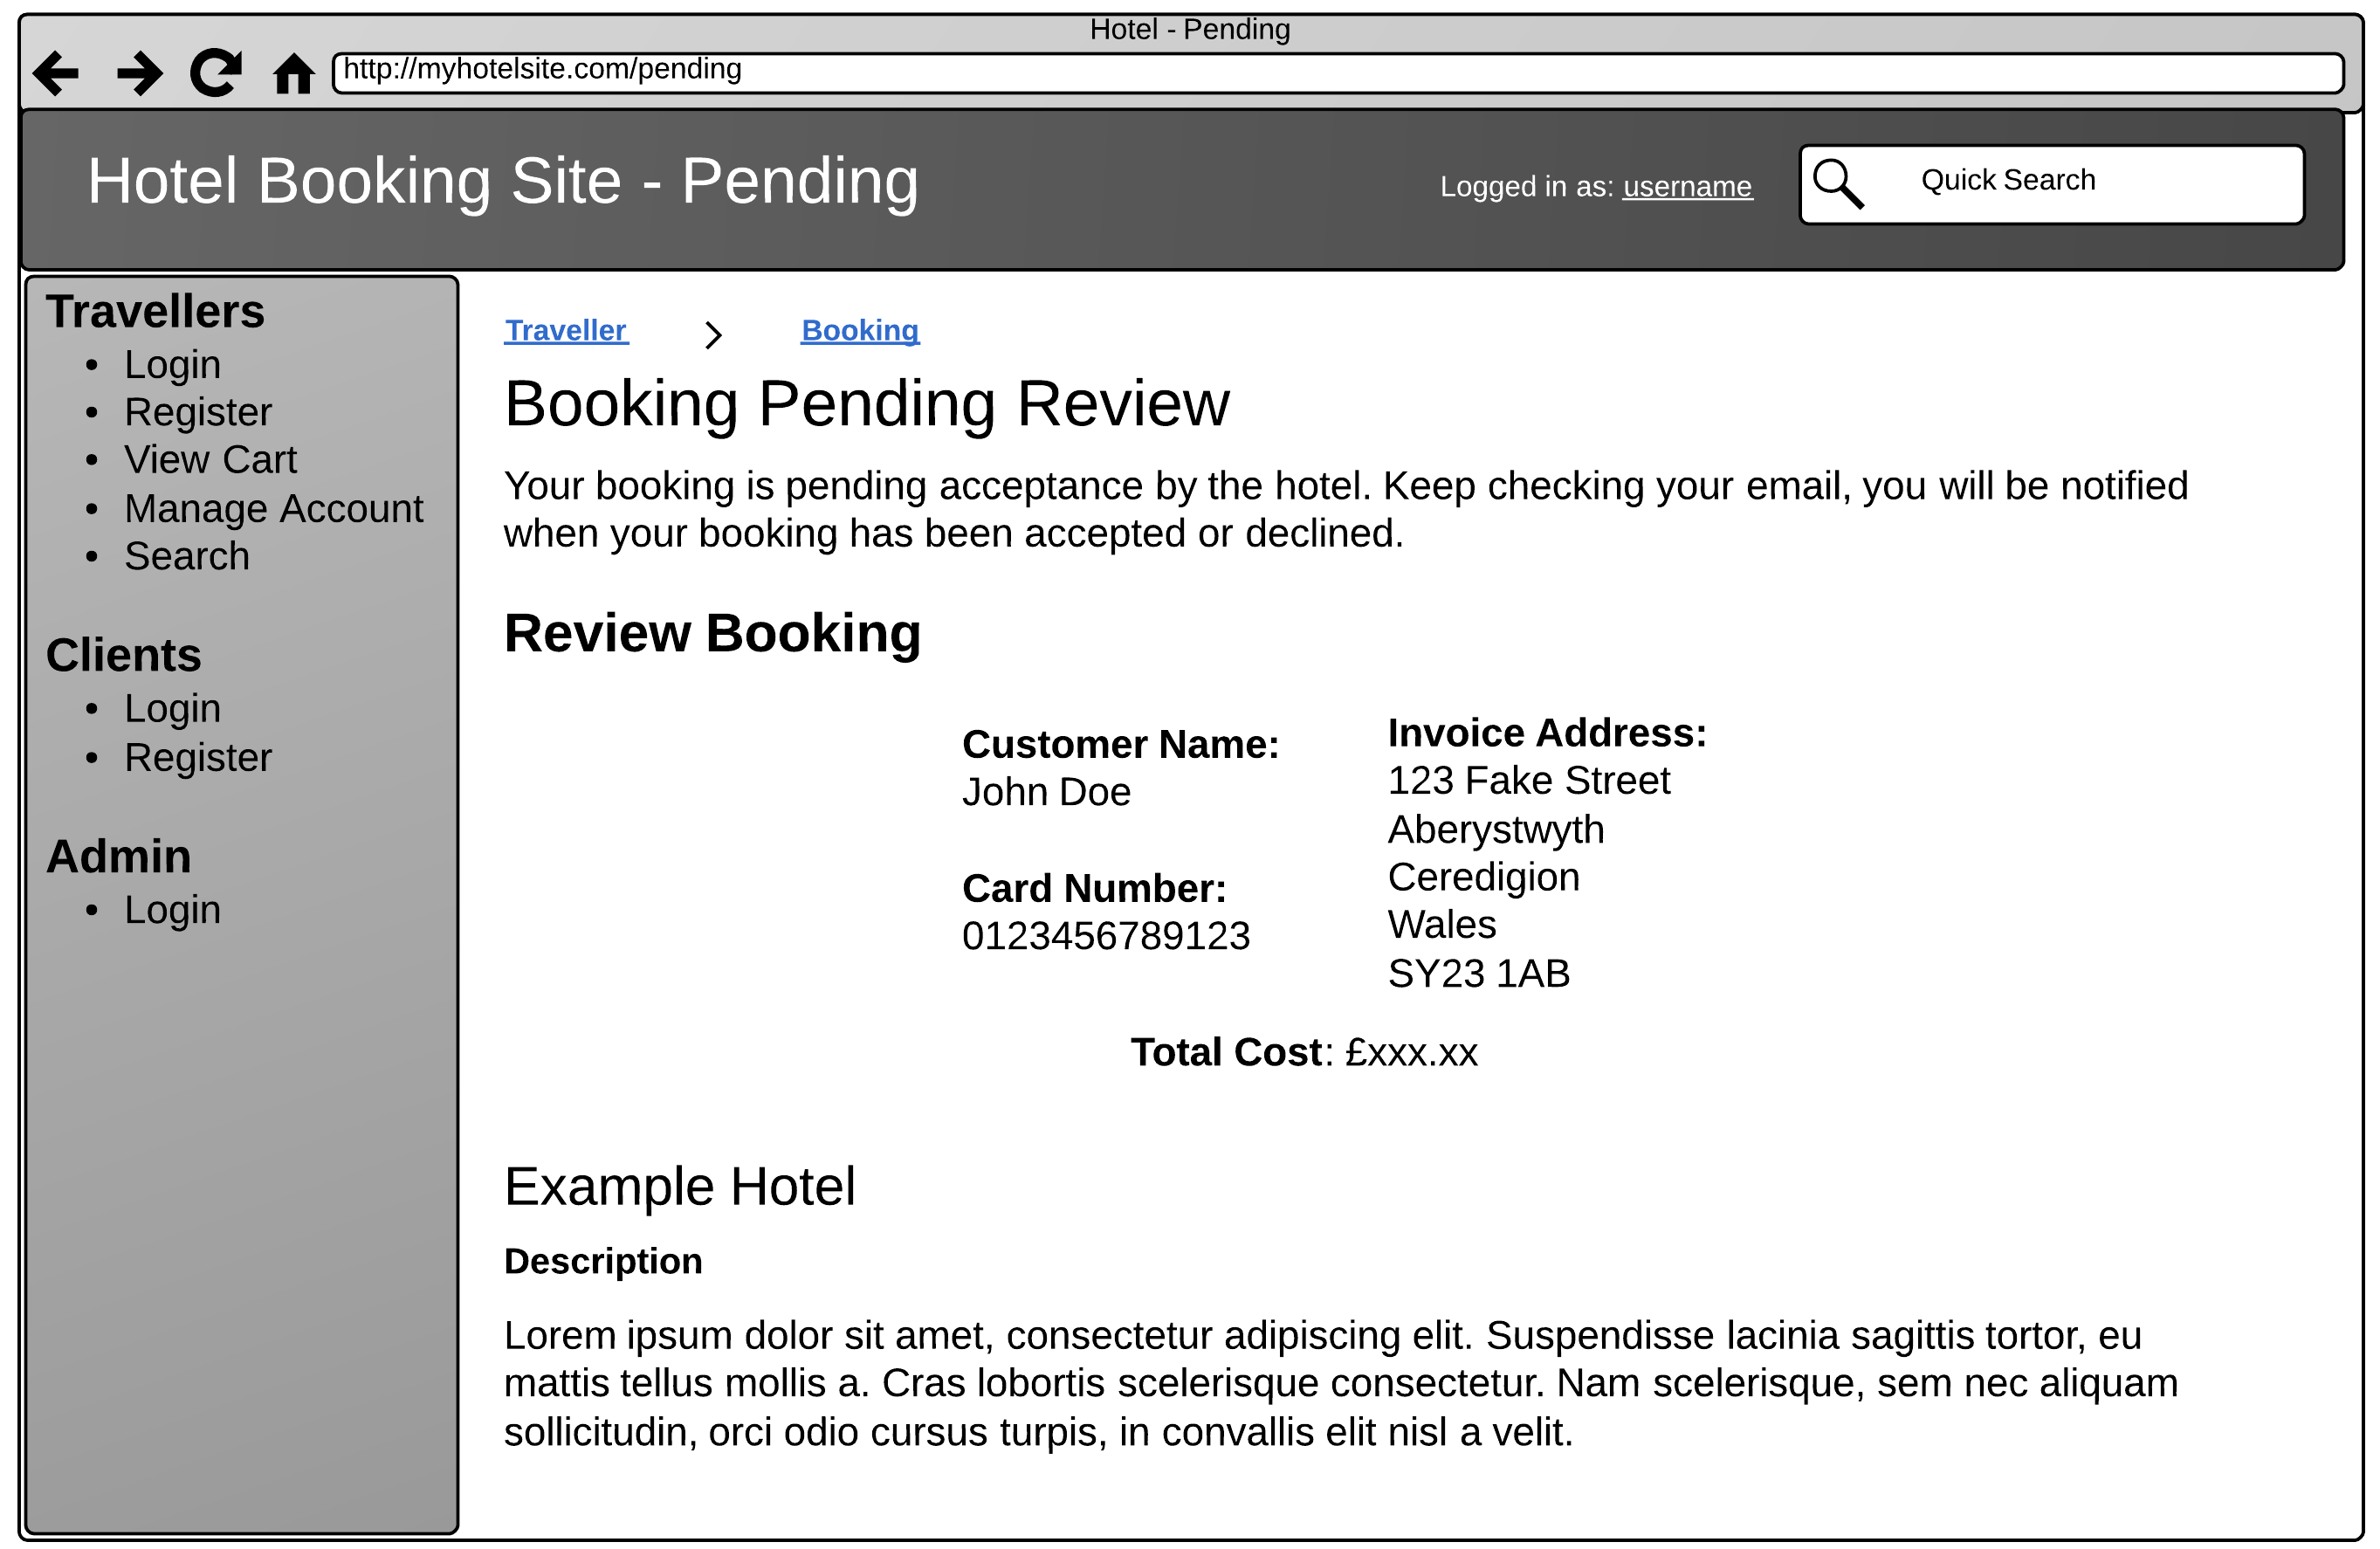 Hotel - Pending
http://myhotelsite.com/pending
Hotel Booking Site - Pending
Logged in as: username
Quick Search
Travellers
• Login
• Register
• View Cart
• Manage Account
• Search
Clients
• Login
• Register
Admin
• Login
Traveller > Booking
Booking Pending Review
Your booking is pending acceptance by the hotel. Keep checking your email, you will be notified
when your booking has been accepted or declined.
Review Booking
Customer Name:
John Doe
Card Number:
0123456789123
Invoice Address:
123 Fake Street
Aberystwyth
Ceredigion
Wales
SY23 1AB
Total Cost: £xxx.xx
Example Hotel
Description
Lorem ipsum dolor sit amet, consectetur adipiscing elit. Suspendisse lacinia sagittis tortor, eu
mattis tellus mollis a. Cras lobortis scelerisque consectetur. Nam scelerisque, sem nec aliquam
sollicitudin, orci odio cursus turpis, in convallis elit nisl a velit.